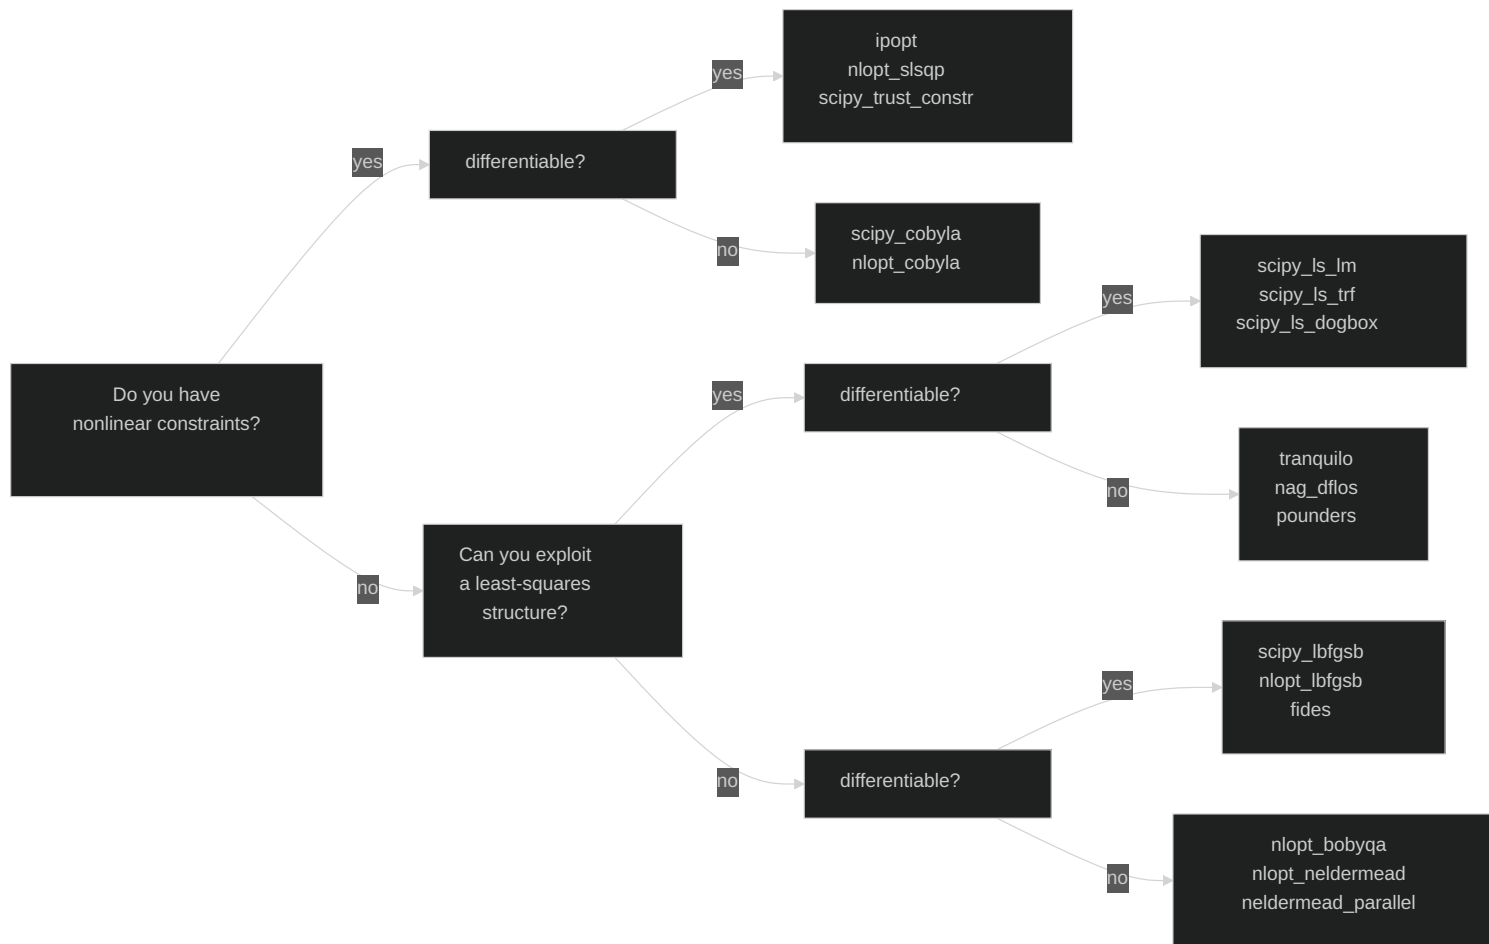 Do you have
nonlinear constraints?
yes
differentiable?
yes
ipopt
nlopt_slsqp
scipy_trust_constr
no
scipy_cobyla
nlopt_cobyla
no
Can you exploit
a least-squares
structure?
yes
differentiable?
yes
scipy_ls_lm
scipy_ls_trf
scipy_ls_dogbox
no
tranquilo
nag_dflos
pounders
no
differentiable?
yes
scipy_lbfgsb
nlopt_lbfgsb
fides
no
nlopt_bobyqa
nlopt_neldermead
neldermead_parallel